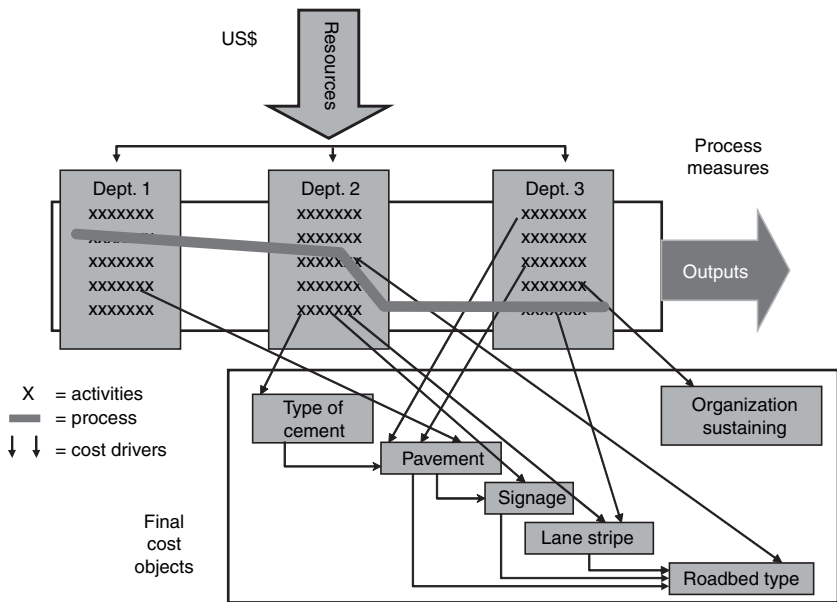 US$
Resources
Process
measures
Dept. 1
XXXXXXX
XXXXXXX
XXXXXXX
XXXXXXX
XXXXXXX
Dept. 2
XXXXXXX
XXXXXXX
XXXXXXX
XXXXXXX
XXXXXXX
Dept. 3
XXXXXXX
XXXXXXX
XXXXXXX
XXXXXXX
XXXXXXX
Outputs
X = activities
= process
= cost drivers
Type of
cement
Organization
sustaining
Pavement
Signage
Lane stripe
Roadbed type
Final
cost
objects